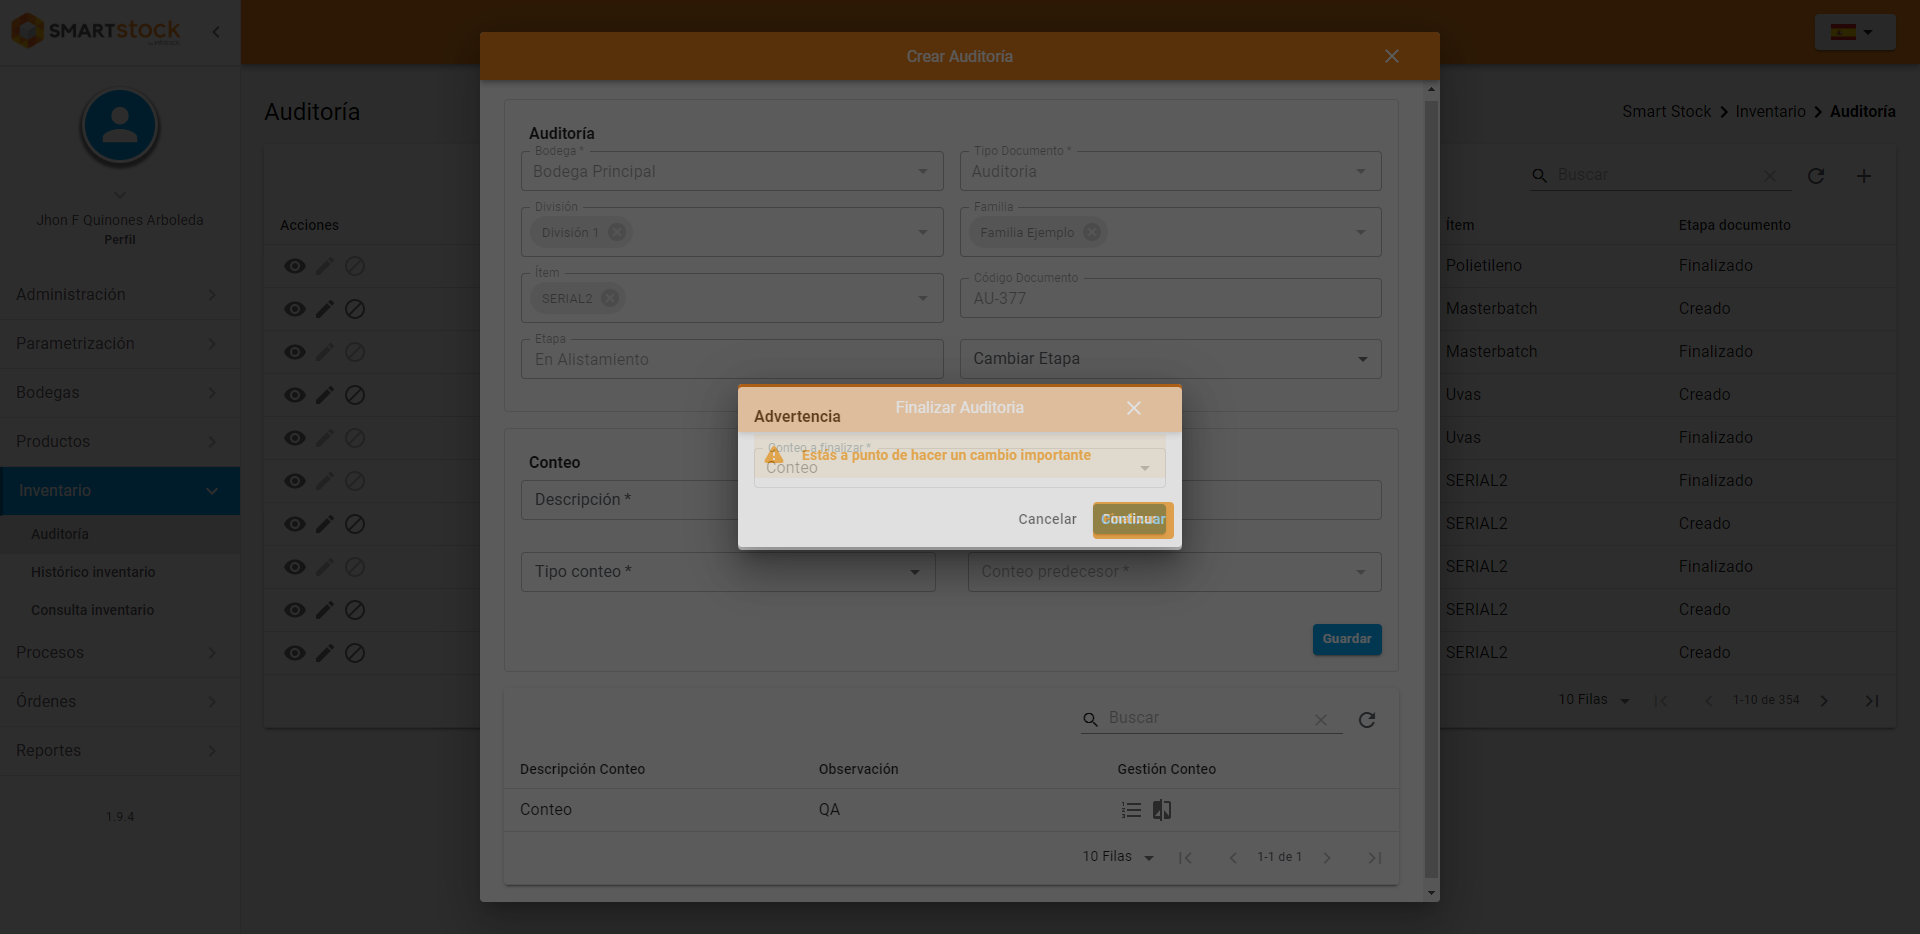 SMARTSTOCK
Crear Auditoría
Auditoría
Smart Stock
Inventario
Auditoría
Jhon F Quinones Arboleda
Perfil
Administración
Parametrización
Bodegas
Productos
Inventario
Auditoría
Histórico inventario
Consulta inventario
Procesos
Órdenes
Reportes
1.9.4
Acciones
Auditoría
Bodega *
Bodega Principal
Tipo Documento *
Auditoria
División
División 1
Familia
Familia Ejemplo
Ítem
SERIAL2
Código Documento
AU-377
Etapa
En Alistamiento
Cambiar Etapa
Finalizar Auditoria
Advertencia
Conteo a finalizar *
Conteo
Estás a punto de hacer un cambio importante
Cancelar
Continuar
Conteo
Descripción *
Tipo conteo *
Conteo predecesor *
Guardar
Buscar
Descripción Conteo Observación Gestión Conteo
Conteo QA
10 Filas 1-1 de 1
Buscar
Ítem Etapa documento
Polietileno Finalizado
Masterbatch Creado
Masterbatch Finalizado
Uvas Creado
Uvas Finalizado
SERIAL2 Finalizado
SERIAL2 Creado
SERIAL2 Finalizado
SERIAL2 Creado
SERIAL2 Creado
10 Filas 1-10 de 354